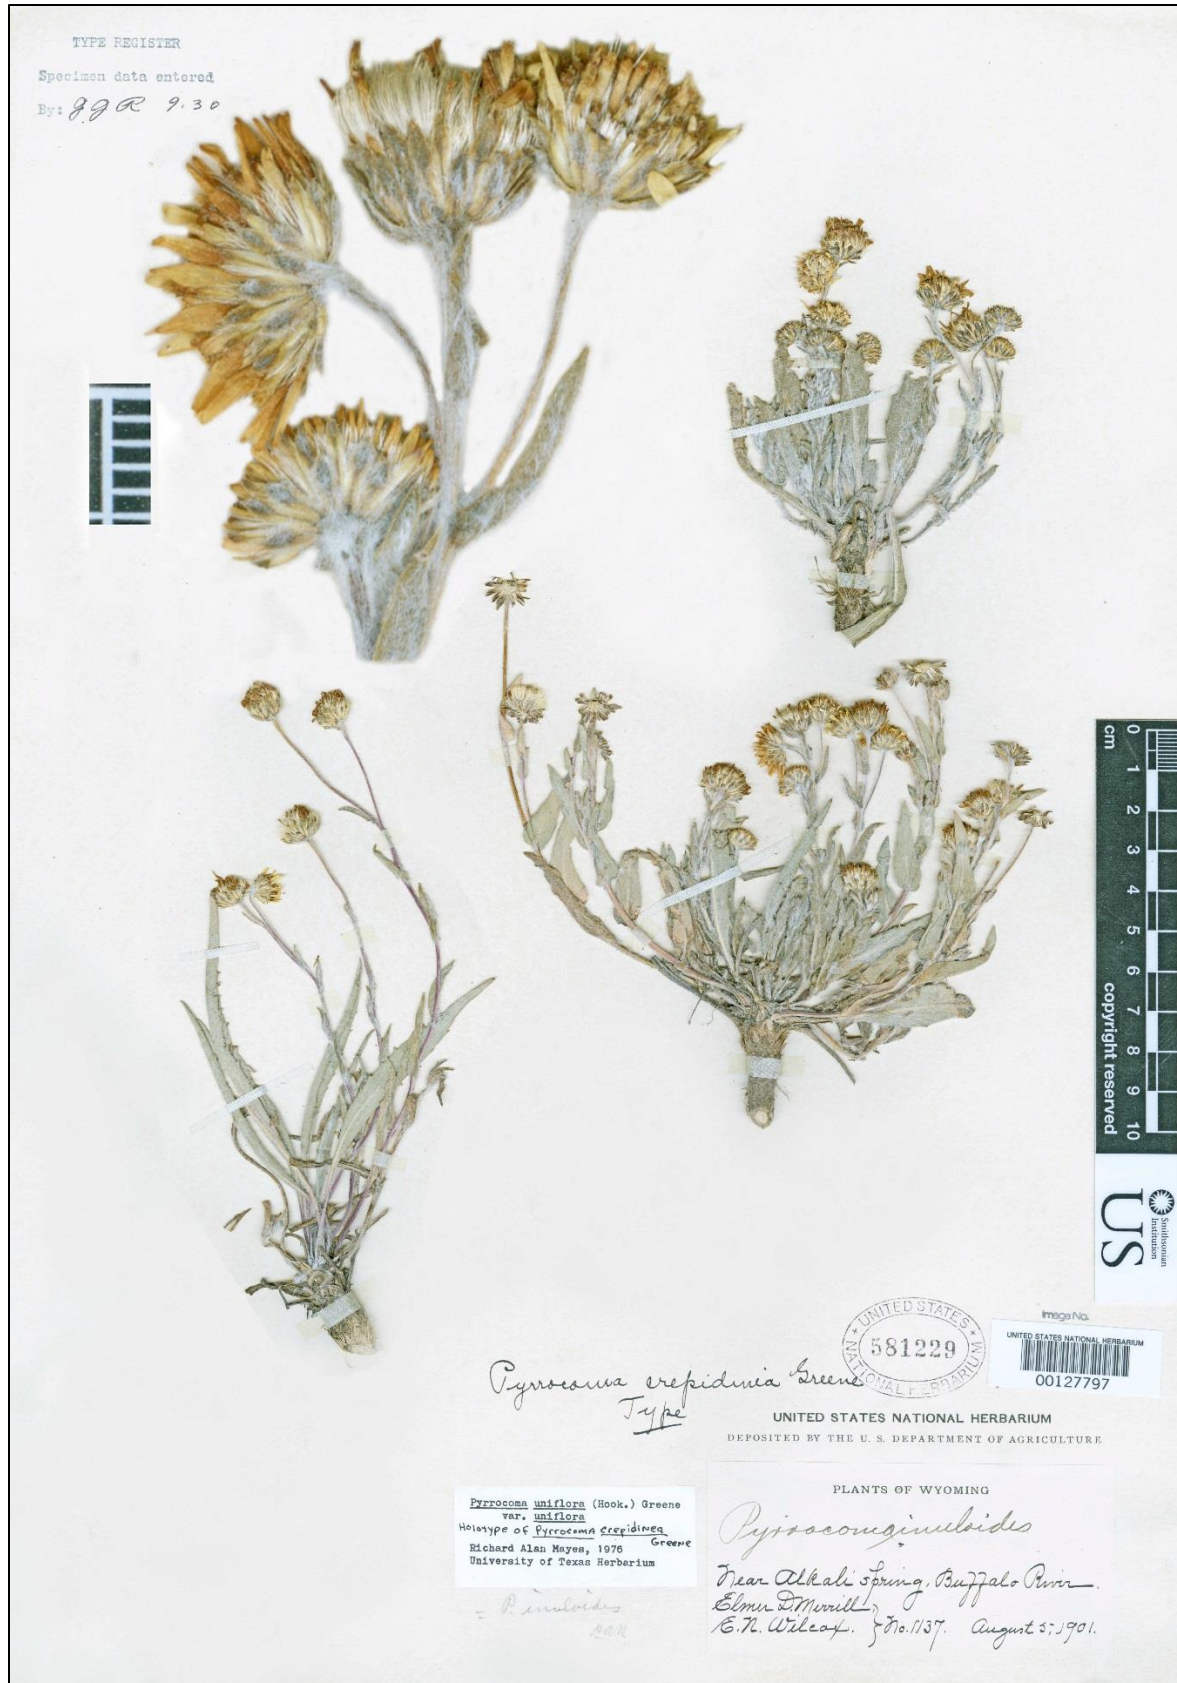 TYPE REGISTER
Specimen data entered
By: JJR 9.30
0
cm
1
2
3
4
5
6
7
8
9
10
copyright reserved
Smithsonian
Institution
US
UNITED STATES
NATIONAL HERBARIUM
581229
Image No.
UNITED STATES NATIONAL HERBARIUM
00127797
Pyrrocoma crepidinia Greene
Type
UNITED STATES NATIONAL HERBARIUM
DEPOSITED BY THE U. S. DEPARTMENT OF AGRICULTURE
PLANTS OF WYOMING
Pyrrocoma inuloides
Near Alkali spring, Buffalo River.
Elmer D. Merrill
E. N. Wilcox. } No. 1137. August 5, 1901.
Pyrrocoma uniflora (Hook.) Greene
var. uniflora
Holotype of Pyrrocoma crepidinea
Greene
Richard Alan Mayes, 1976
University of Texas Herbarium
= P. inuloides